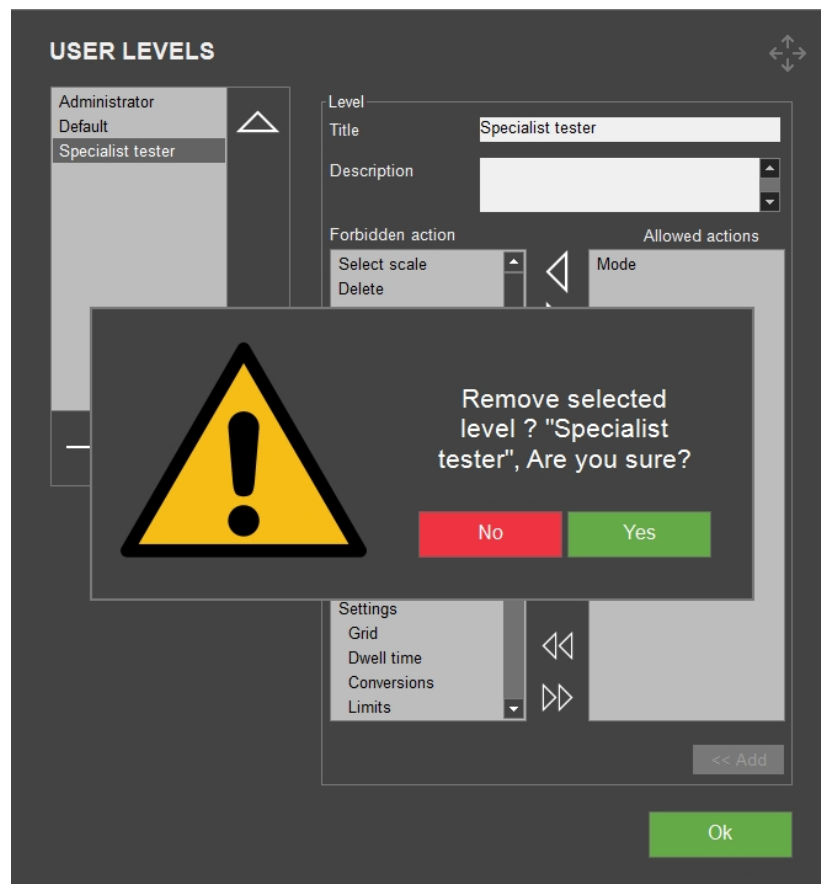 USER LEVELS
Administrator
Default
Specialist tester
Level
Title
Specialist tester
Description
Forbidden action
Allowed actions
Select scale
Delete
Mode
Remove selected
level ? "Specialist
tester", Are you sure?
No
Yes
Settings
Grid
Dwell time
Conversions
Limits
<< Add
Ok